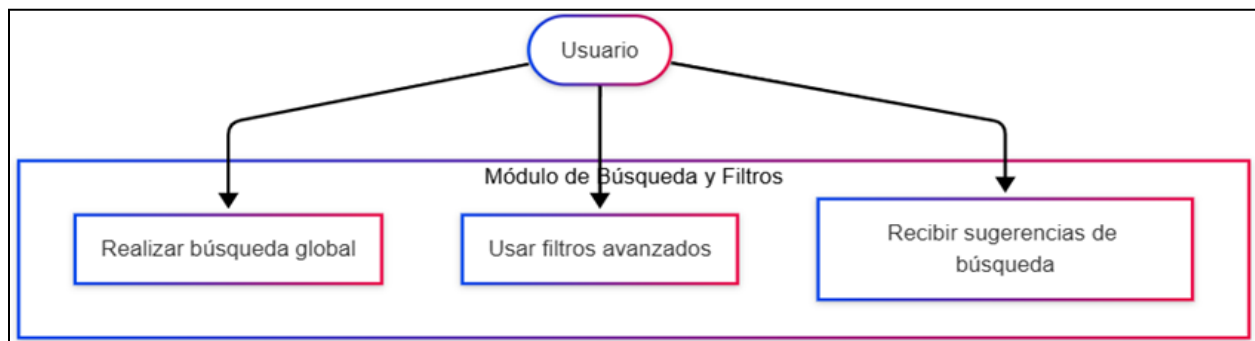 Usuario
Módulo de Búsqueda y Filtros
Realizar búsqueda global
Usar filtros avanzados
Recibir sugerencias de
búsqueda